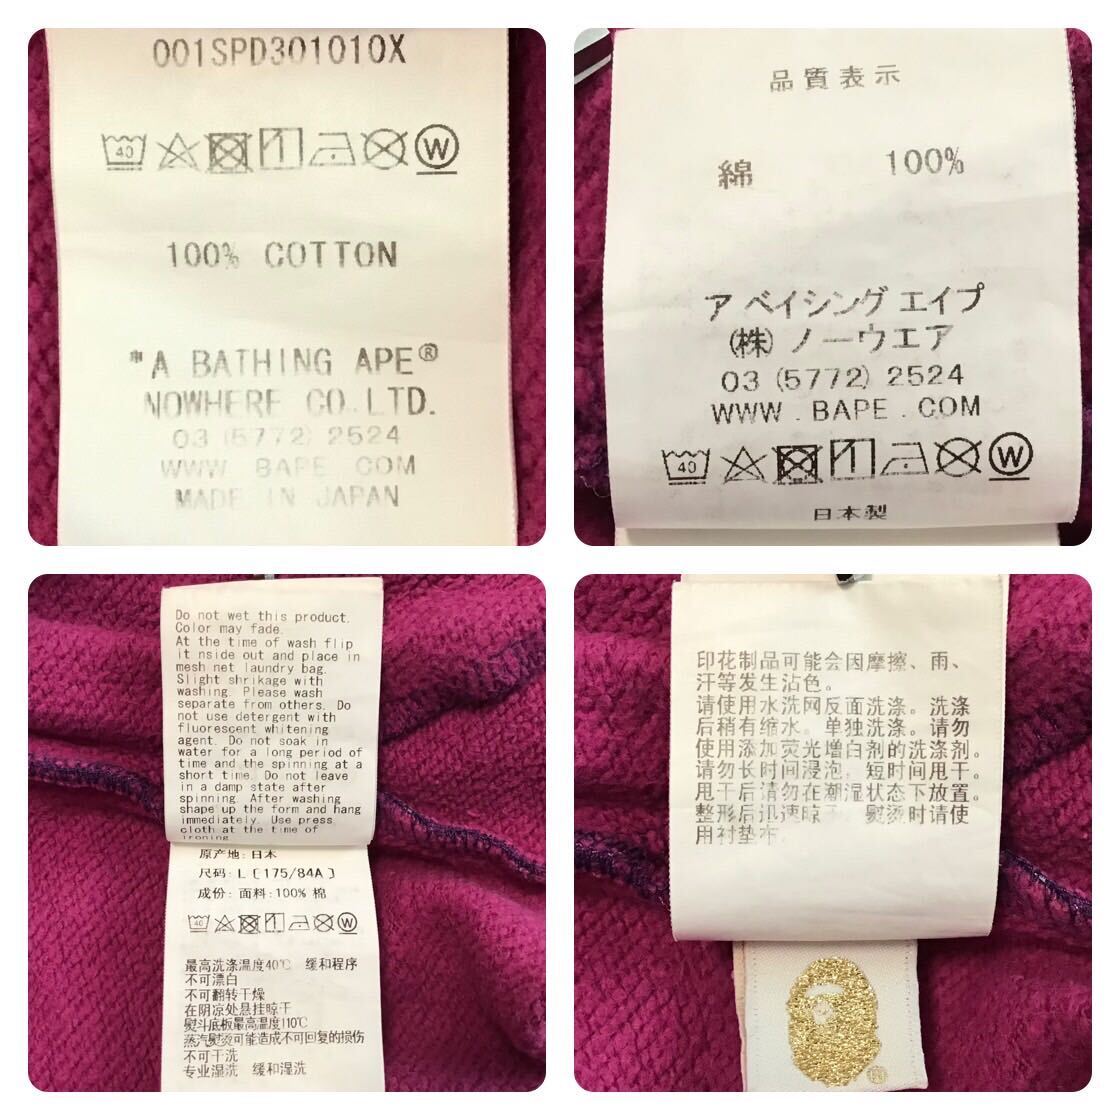 001SPD301010X
40
W
100% COTTON
"A BATHING APE®
NOWHERE CO.LTD.
03 (5772) 2524
WWW BAPE .COM
MADE IN JAPAN
品質表示
綿 100%
ア ベイシング エイプ
(株) ノーウエア
03 (5772) 2524
WWW . BAPE . COM
40
W
日本製
Do not wet this product.
Color may fade.
At the time of wash flip
it nside out and place in
mesh net laundry bag.
Slight shrikage with
washing. Please wash
separate from others. Do
not use detergent with
fluorescent whitening
agent. Do not soak in
water for a long period of
time and the spinning at a
short time. Do not leave
in a damp state after
spinning. After washing
shape up the form and hang
immediately. Use press
cloth at the time of
ironing
原产地: 日本
尺码: L [175/84A]
成份: 面料: 100% 棉
40
W
最高洗涤温度40℃ 缓和程序
不可漂白
不可翻转干燥
在阴凉处悬挂晾干
熨斗底板最高温度110℃
蒸汽熨烫可能造成不可回复的损伤
不可干洗
专业湿洗 缓和湿洗
印花制品可能会因摩擦、雨、
汗等发生沾色。
请使用水洗网反面洗涤。洗涤
后稍有缩水。单独洗涤。请勿
使用添加荧光增白剂的洗涤剂。
请勿长时间浸泡，短时间甩干。
甩干后请勿在潮湿状态下放置。
整形后迅速晾干。熨烫时请使
用衬垫布。